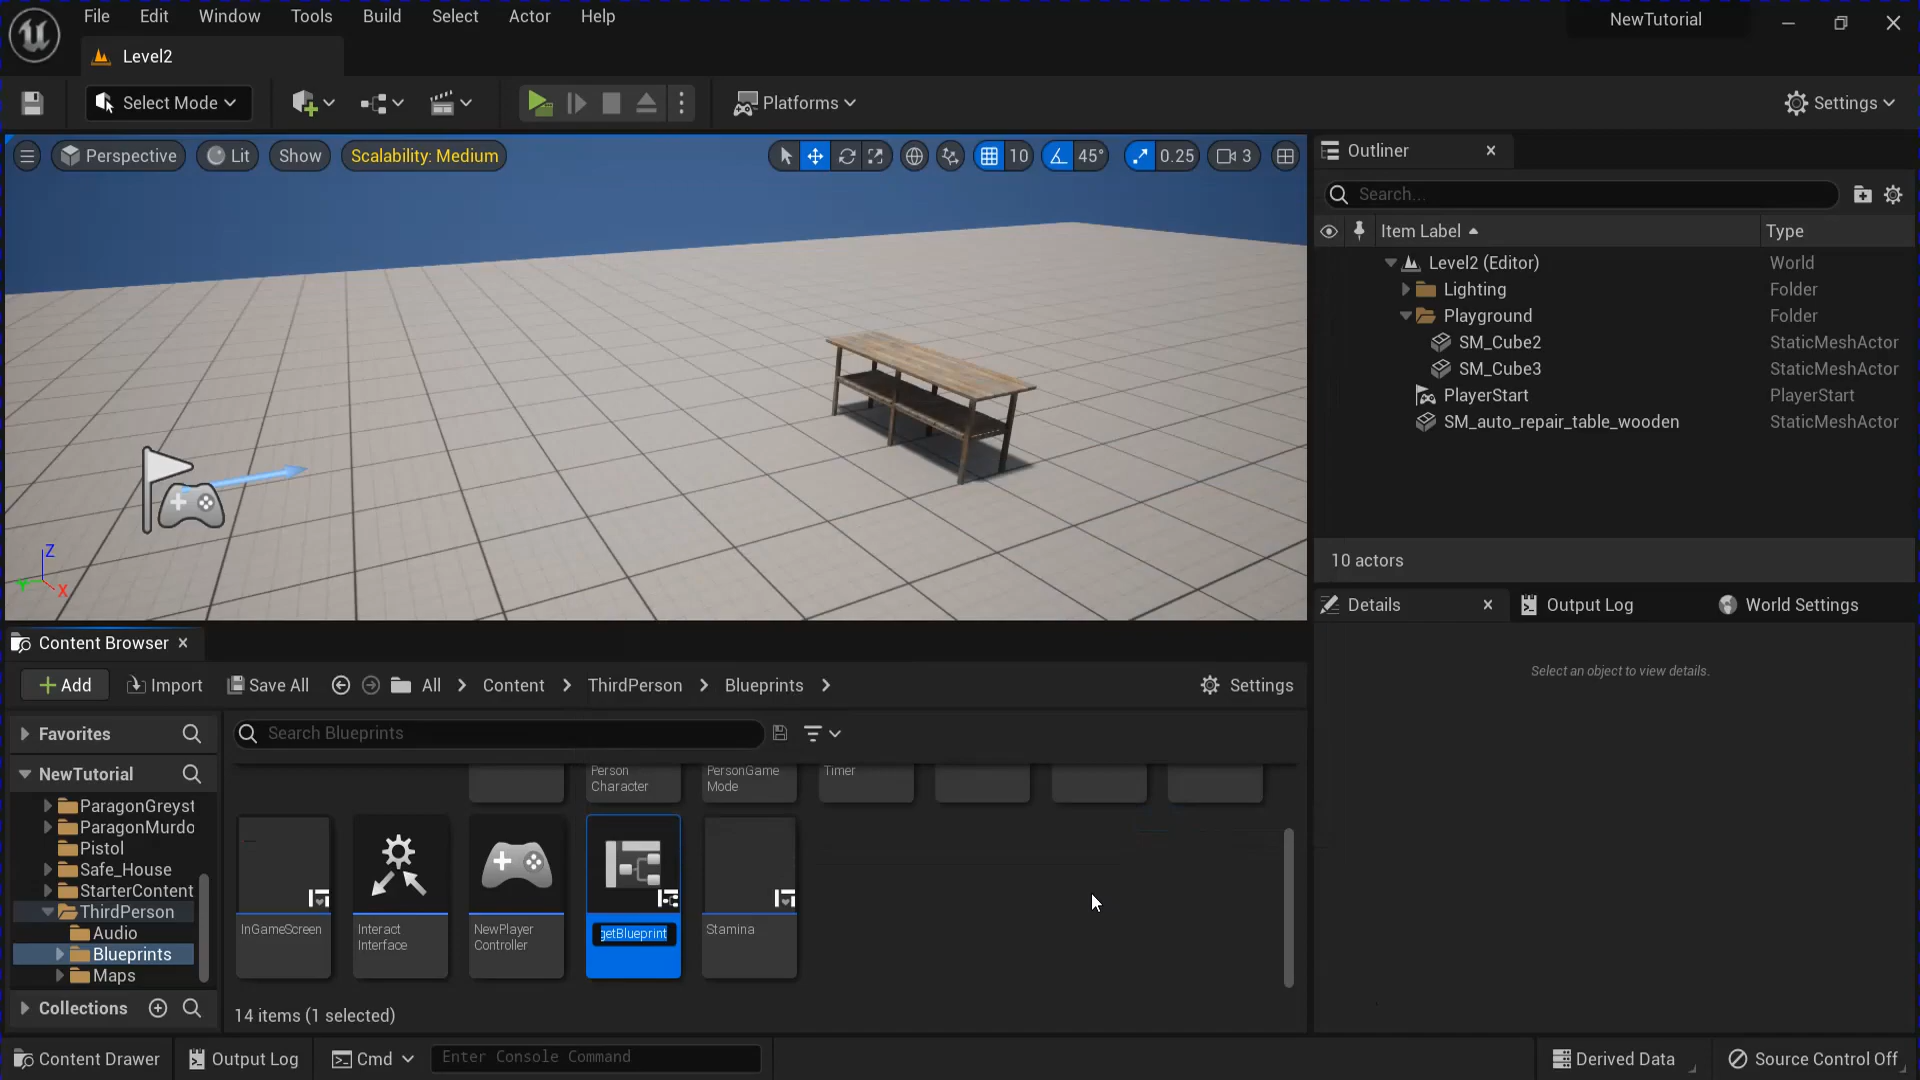 File Edit Window Tools Build Select Actor Help
NewTutorial
Level2
Select Mode
Platforms
Settings
Perspective Lit Show Scalability: Medium
10 45° 0.25 3
Outliner
Search...
Item Label Type
Level2 (Editor) World
Lighting Folder
Playground Folder
SM_Cube2 StaticMeshActor
SM_Cube3 StaticMeshActor
PlayerStart PlayerStart
SM_auto_repair_table_wooden StaticMeshActor
10 actors
Z
Y
X
Details Output Log World Settings
Select an object to view details.
Content Browser
Add Import Save All All Content ThirdPerson Blueprints Settings
Favorites
Search Blueprints
NewTutorial
ParagonGreyst
ParagonMurdo
Pistol
Safe_House
StarterContent
ThirdPerson
Audio
Blueprints
Maps
Collections
Person
Character
PersonGame
Mode
Timer
InGameScreen
Interact
Interface
NewPlayer
Controller
getBlueprint
Stamina
14 items (1 selected)
Content Drawer Output Log Cmd Enter Console Command Derived Data Source Control Off